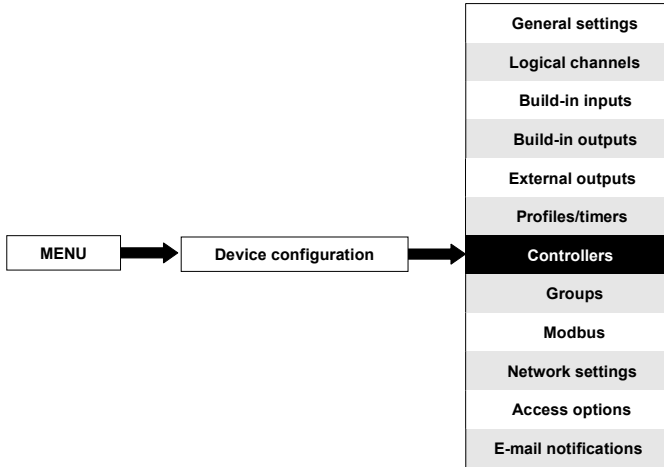 General settings
Logical channels
Build-in inputs
Build-in outputs
External outputs
Profiles/timers
MENU
Device configuration
Controllers
Groups
Modbus
Network settings
Access options
E-mail notifications